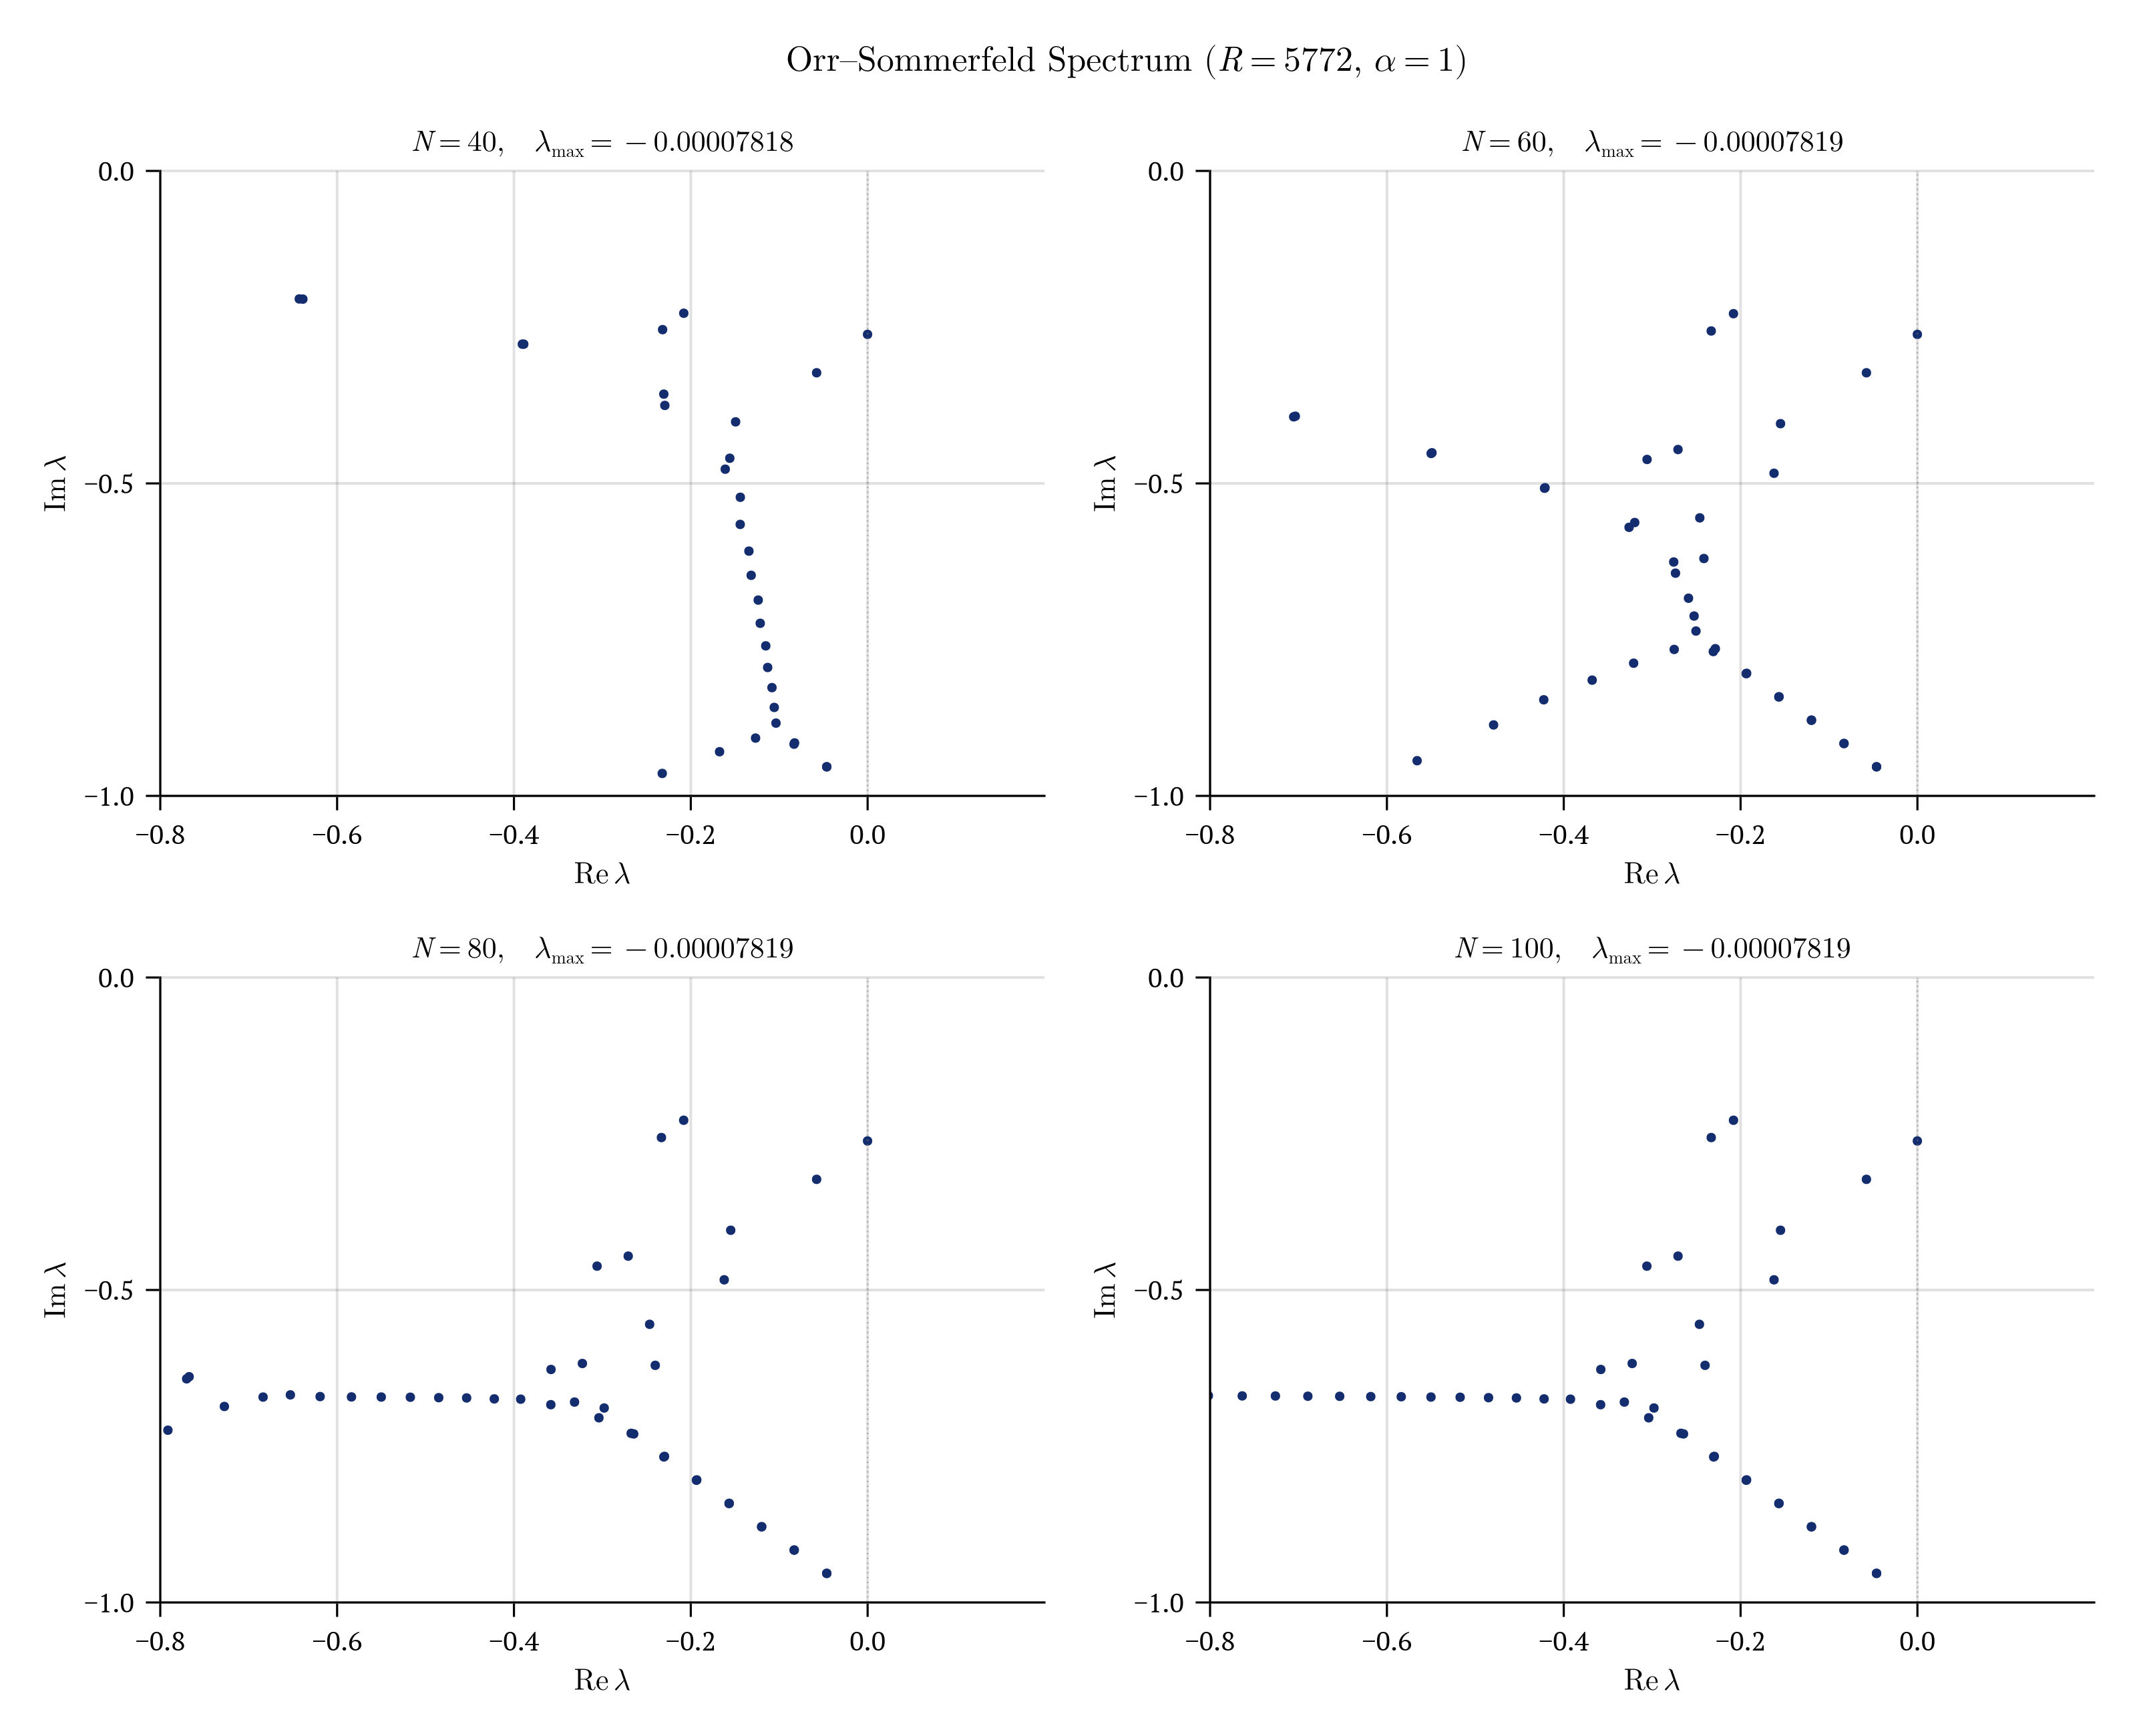 Orr–Sommerfeld Spectrum (R = 5772, α = 1)
N = 40, λmax = −0.00007818
0.0
−0.5
−1.0
Im λ
−0.8 −0.6 −0.4 −0.2 0.0
Re λ
N = 60, λmax = −0.00007819
0.0
−0.5
−1.0
Im λ
−0.8 −0.6 −0.4 −0.2 0.0
Re λ
N = 80, λmax = −0.00007819
0.0
−0.5
−1.0
Im λ
−0.8 −0.6 −0.4 −0.2 0.0
Re λ
N = 100, λmax = −0.00007819
0.0
−0.5
−1.0
Im λ
−0.8 −0.6 −0.4 −0.2 0.0
Re λ